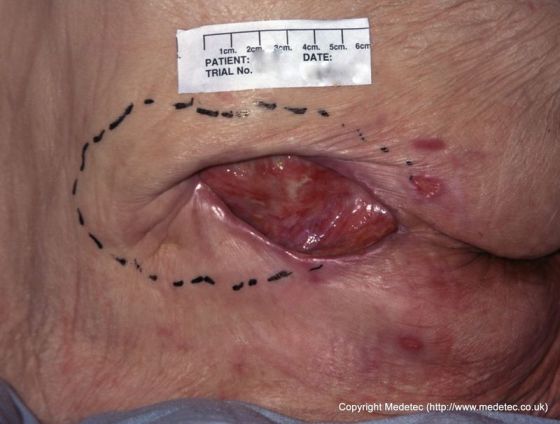 1cm. 2cm. 3cm. 4cm. 5cm. 6cm
PATIENT: DATE:
TRIAL No.
Copyright Medetec (http://www.medetec.co.uk)